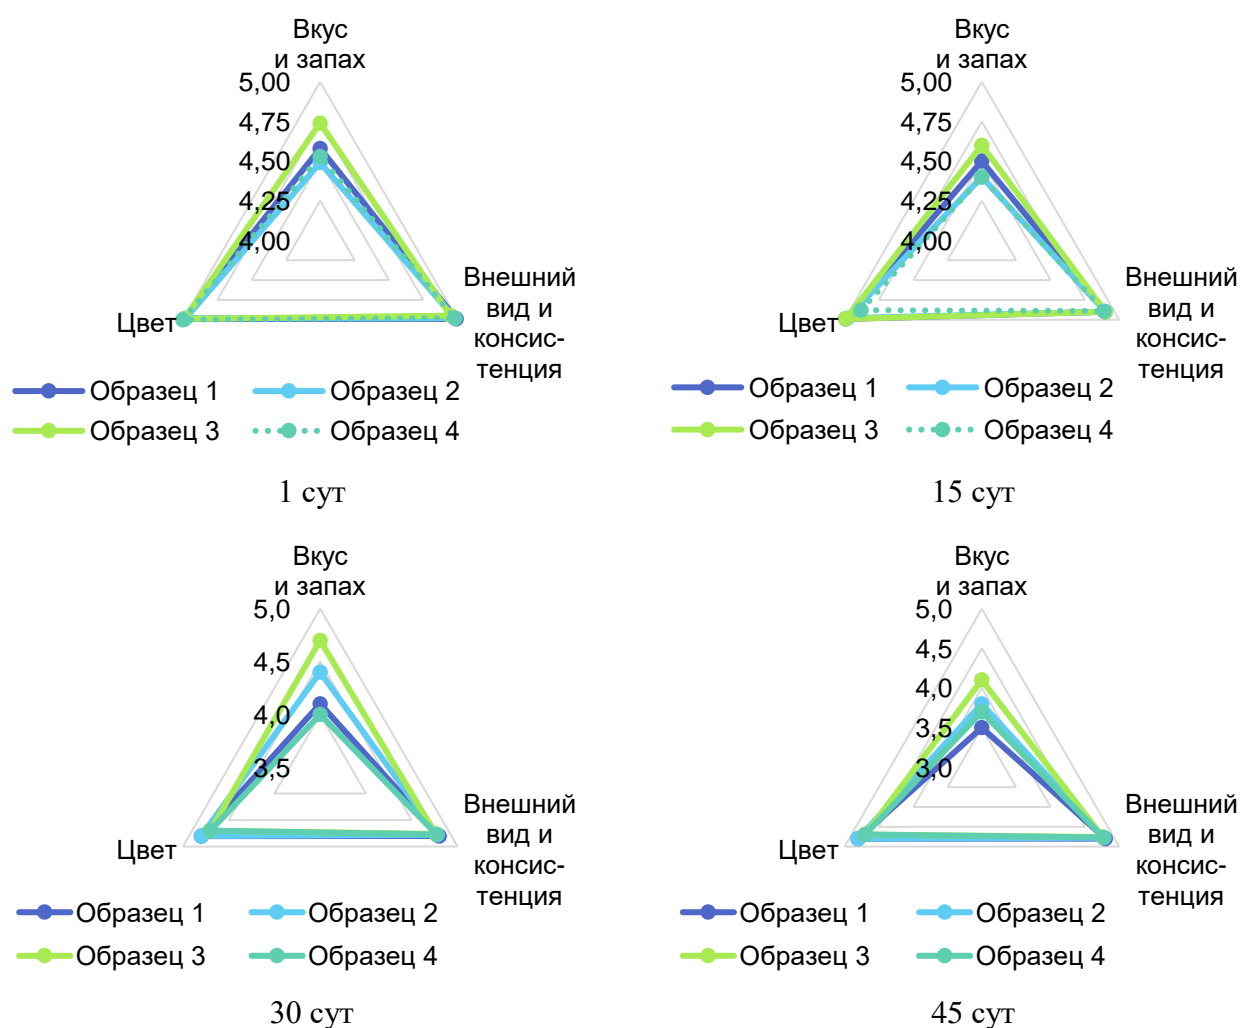 Вкус
и запах
5,00
4,75
4,50
4,25
4,00
Цвет
Внешний
вид и
консис-
тенция
Образец 1
Образец 2
Образец 3
Образец 4
1 сут
Вкус
и запах
5,00
4,75
4,50
4,25
4,00
Цвет
Внешний
вид и
консис-
тенция
Образец 1
Образец 2
Образец 3
Образец 4
15 сут
Вкус
и запах
5,0
4,5
4,0
3,5
Цвет
Внешний
вид и
консис-
тенция
Образец 1
Образец 2
Образец 3
Образец 4
30 сут
Вкус
и запах
5,0
4,5
4,0
3,5
3,0
Цвет
Внешний
вид и
консис-
тенция
Образец 1
Образец 2
Образец 3
Образец 4
45 сут